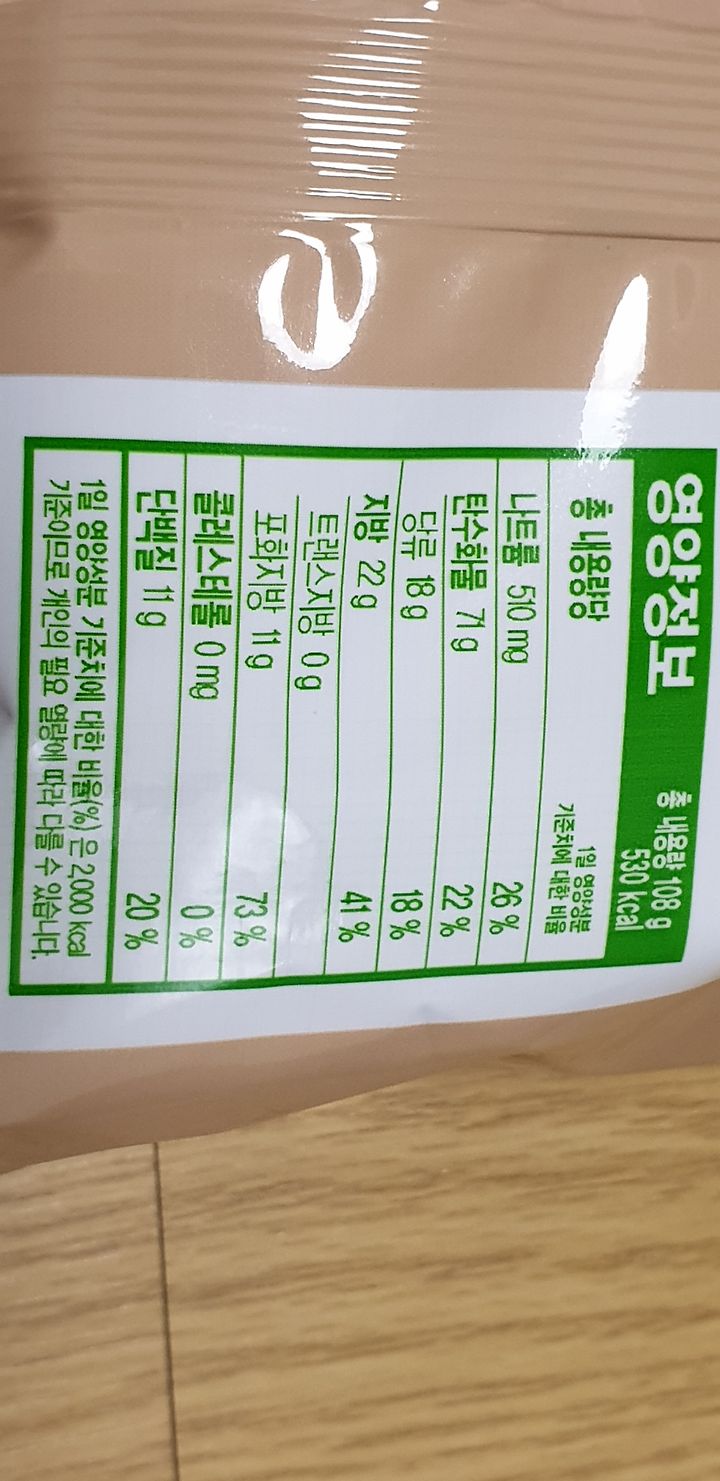 영양정보
총 내용량 108 g
530 kcal
총 내용량당
1일 영양성분
기준치에 대한 비율
나트륨 510 mg 26 %
탄수화물 71 g 22 %
당류 18 g 18 %
지방 22 g 41 %
트랜스지방 0 g
포화지방 11 g 73 %
콜레스테롤 0 mg 0 %
단백질 11 g 20 %
1일 영양성분 기준치에 대한 비율(%)은 2,000 kcal
기준이므로 개인의 필요 열량에 따라 다를 수 있습니다.